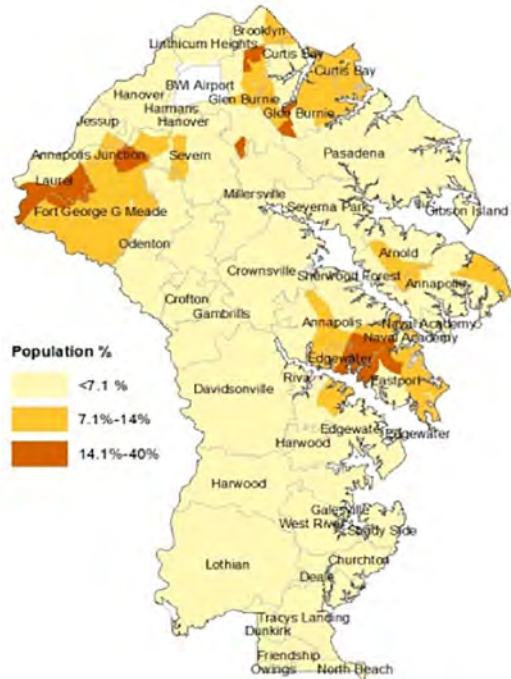 Brooklyn
Linthicum Heights
Curtis Bay
Curtis Bay
BWI Airport
Hanover
Glen Burnie
Harmans
Glen Burnie
Hanover
Jessup
Annapolis Junction
Severn
Pasadena
Laurel
Millersville
Fort George G Meade
Severna Park
Gibson Island
Odenton
Arnold
Crownsville
Sherwood Forest
Annapolis
Crofton
Gambrills
Annapolis
Naval Academy
Naval Academy
Population %
Edgewater
<7.1 %
Riva
Eastport
Davidsonville
7.1%-14%
Edgewater
Edgewater
Harwood
14.1%-40%
Harwood
Galesville
West River
Shady Side
Churchton
Lothian
Deale
Tracys Landing
Dunkirk
Friendship
Owings
North Beach